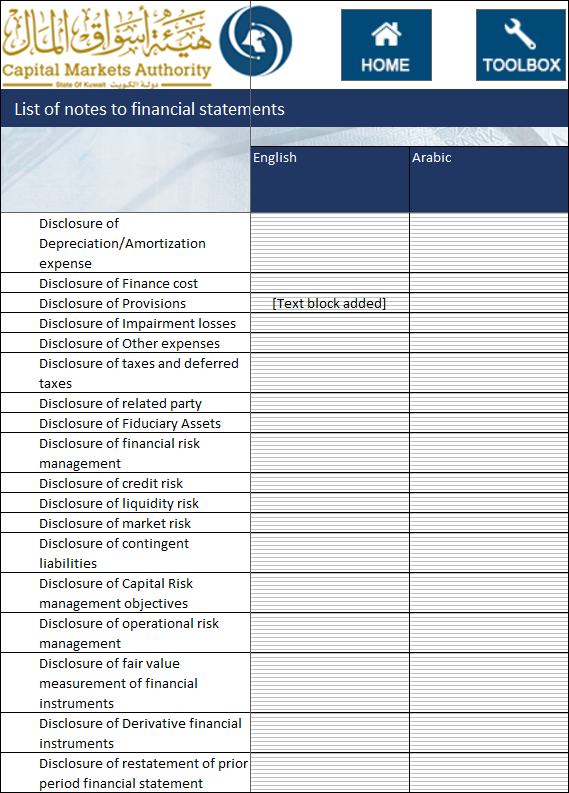 هيئة أسواق المال
Capital Markets Authority
State Of Kuwait دولـة الكويت
HOME
TOOLBOX
List of notes to financial statements
English
Arabic
Disclosure of
Depreciation/Amortization
expense
Disclosure of Finance cost
Disclosure of Provisions
[Text block added]
Disclosure of Impairment losses
Disclosure of Other expenses
Disclosure of taxes and deferred
taxes
Disclosure of related party
Disclosure of Fiduciary Assets
Disclosure of financial risk
management
Disclosure of credit risk
Disclosure of liquidity risk
Disclosure of market risk
Disclosure of contingent
liabilities
Disclosure of Capital Risk
management objectives
Disclosure of operational risk
management
Disclosure of fair value
measurement of financial
instruments
Disclosure of Derivative financial
instruments
Disclosure of restatement of prior
period financial statement